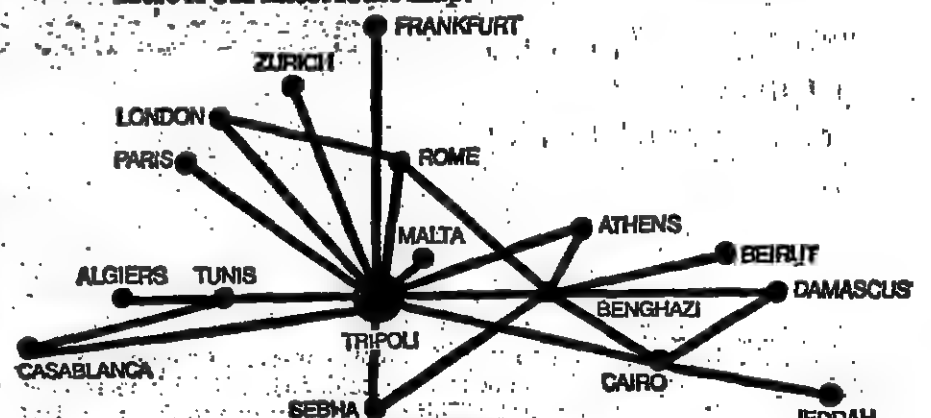 FRANKFURT
ZURICH
LONDON
PARIS
ROME
MALTA
ATHENS
BEIRUT
ALGIERS TUNIS
DAMASCUS
BENGHAZI
TRIPOLI
CASABLANCA
CAIRO
SEBHA
JEDDAH